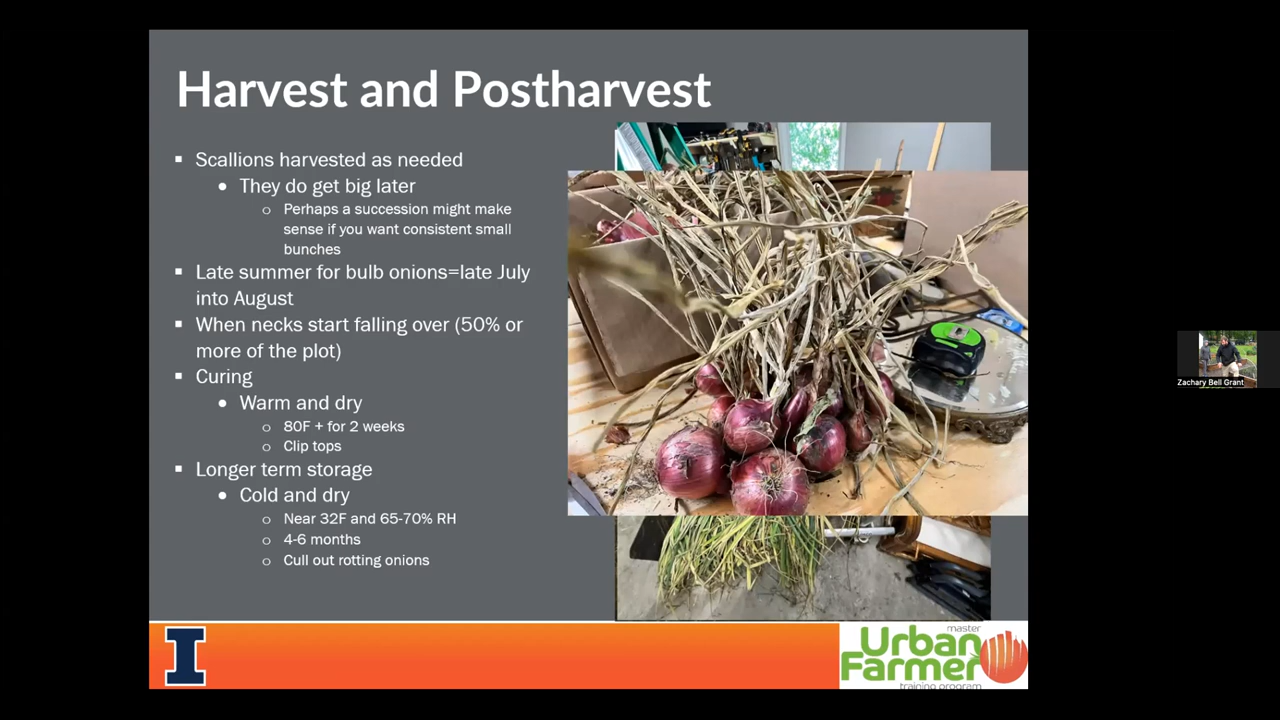 Harvest and Postharvest
▪ Scallions harvested as needed
• They do get big later
o Perhaps a succession might make
sense if you want consistent small
bunches
▪ Late summer for bulb onions=late July
into August
▪ When necks start falling over (50% or
more of the plot)
▪ Curing
• Warm and dry
o 80F + for 2 weeks
o Clip tops
▪ Longer term storage
• Cold and dry
o Near 32F and 65-70% RH
o 4-6 months
o Cull out rotting onions
Zachary Bell Grant
I
master
Urban
Farmer
training program